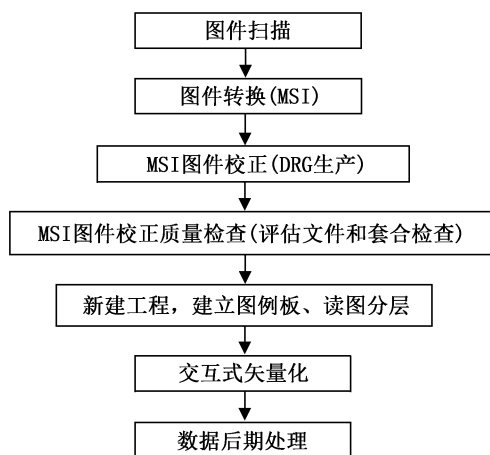 图件扫描
图件转换(MSI)
MSI图件校正(DRG生产)
MSI图件校正质量检查(评估文件和套合检查)
新建工程，建立图例板、读图分层
交互式矢量化
数据后期处理